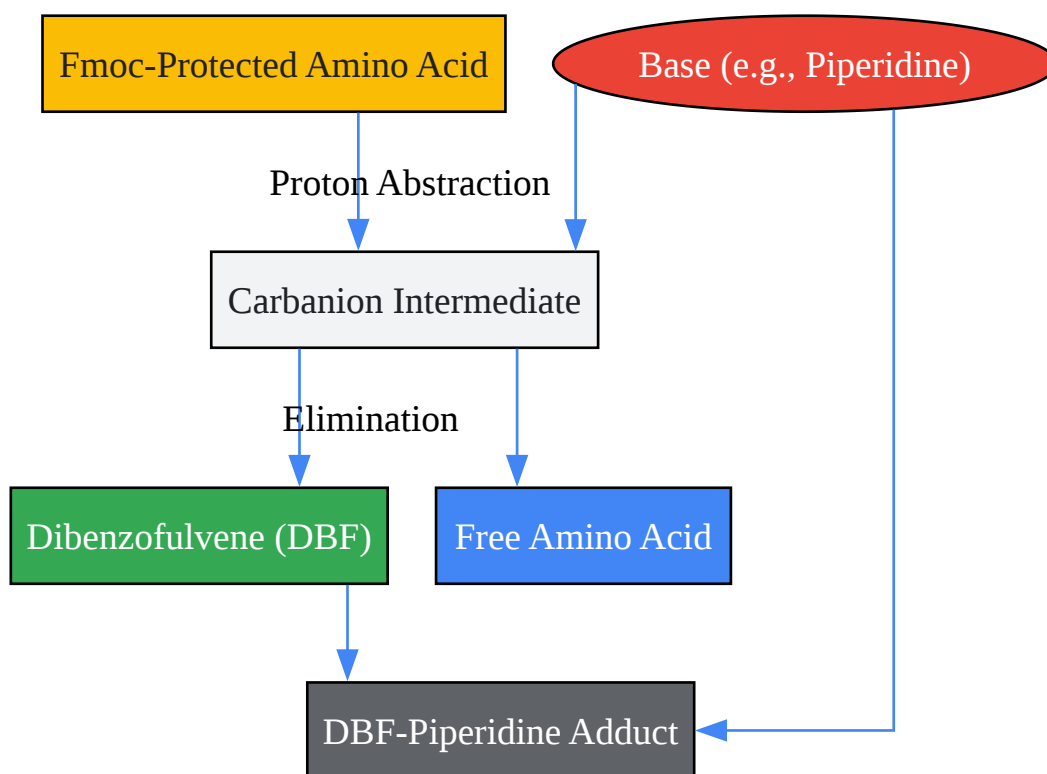 Fmoc-Protected Amino Acid
Base (e.g., Piperidine)
Proton Abstraction
Carbanion Intermediate
Elimination
Dibenzofulvene (DBF)
Free Amino Acid
DBF-Piperidine Adduct